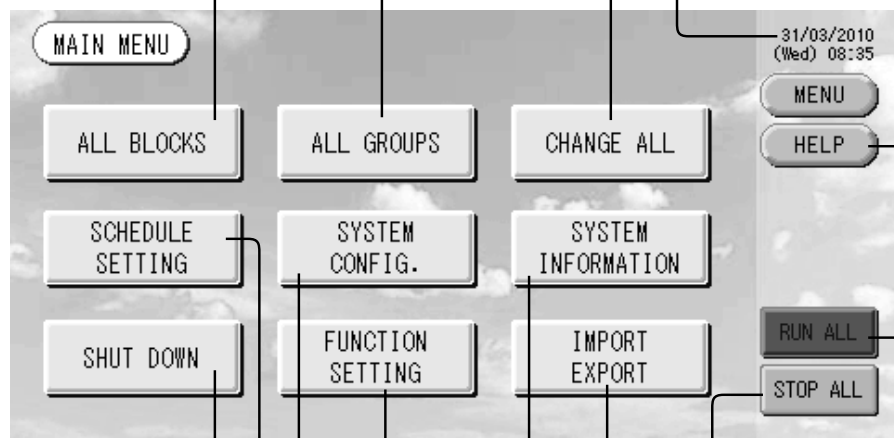 MAIN MENU
31/03/2010
(Wed) 08:35
MENU
HELP
ALL BLOCKS
ALL GROUPS
CHANGE ALL
SCHEDULE
SETTING
SYSTEM
CONFIG.
SYSTEM
INFORMATION
SHUT DOWN
FUNCTION
SETTING
IMPORT
EXPORT
RUN ALL
STOP ALL